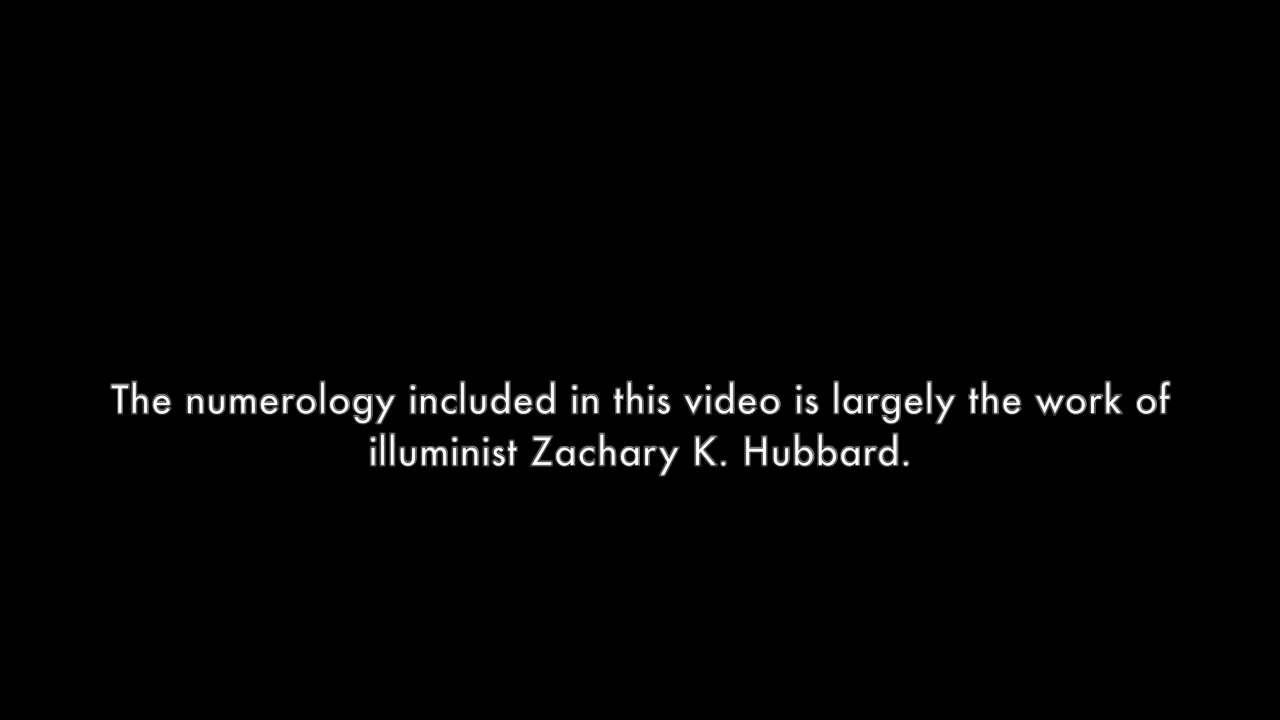 The numerology included in this video is largely the work of
illuminist Zachary K. Hubbard.